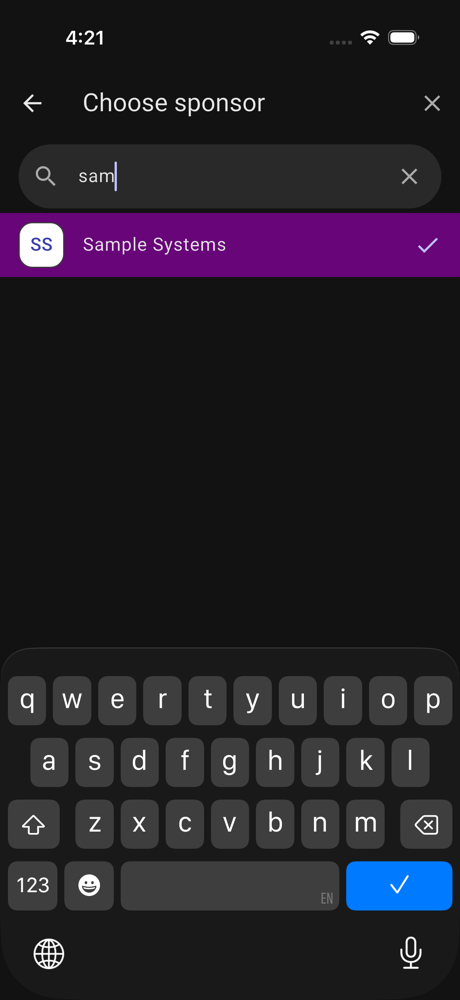 4:21
Choose sponsor
sam
SS Sample Systems
q w e r t y u i o p
a s d f g h j k l
z x c v b n m
123 EN